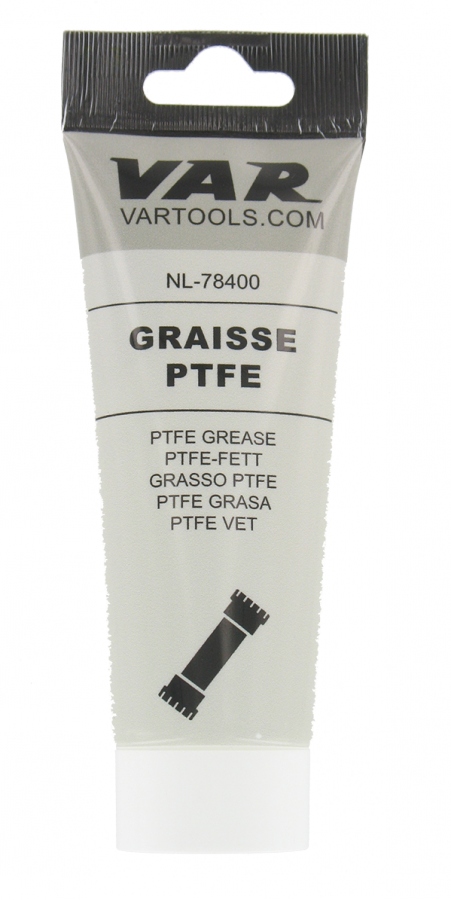 VAR
VARTOOLS.COM
NL-78400
GRAISSE
PTFE
PTFE GREASE
PTFE-FETT
GRASSO PTFE
PTFE GRASA
PTFE VET